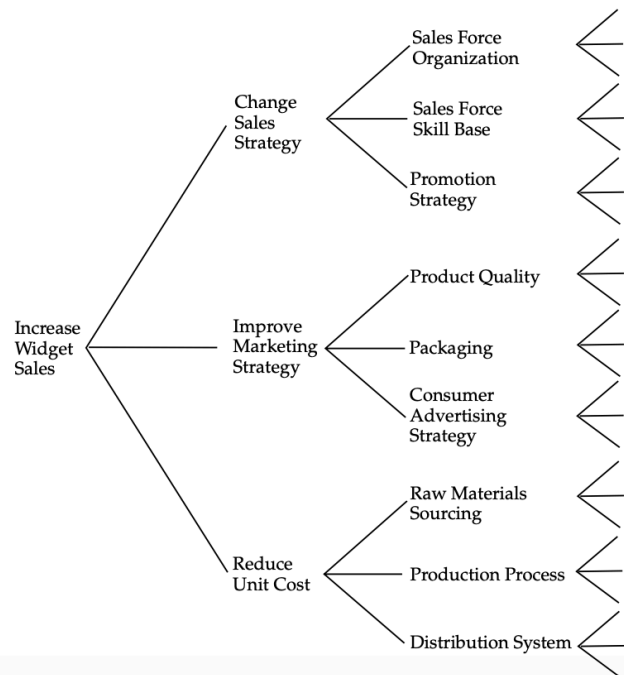 Sales Force
Organization
Change
Sales
Strategy
Sales Force
Skill Base
Promotion
Strategy
Product Quality
Increase
Widget
Sales
Improve
Marketing
Strategy
Packaging
Consumer
Advertising
Strategy
Raw Materials
Sourcing
Reduce
Unit Cost
Production Process
Distribution System